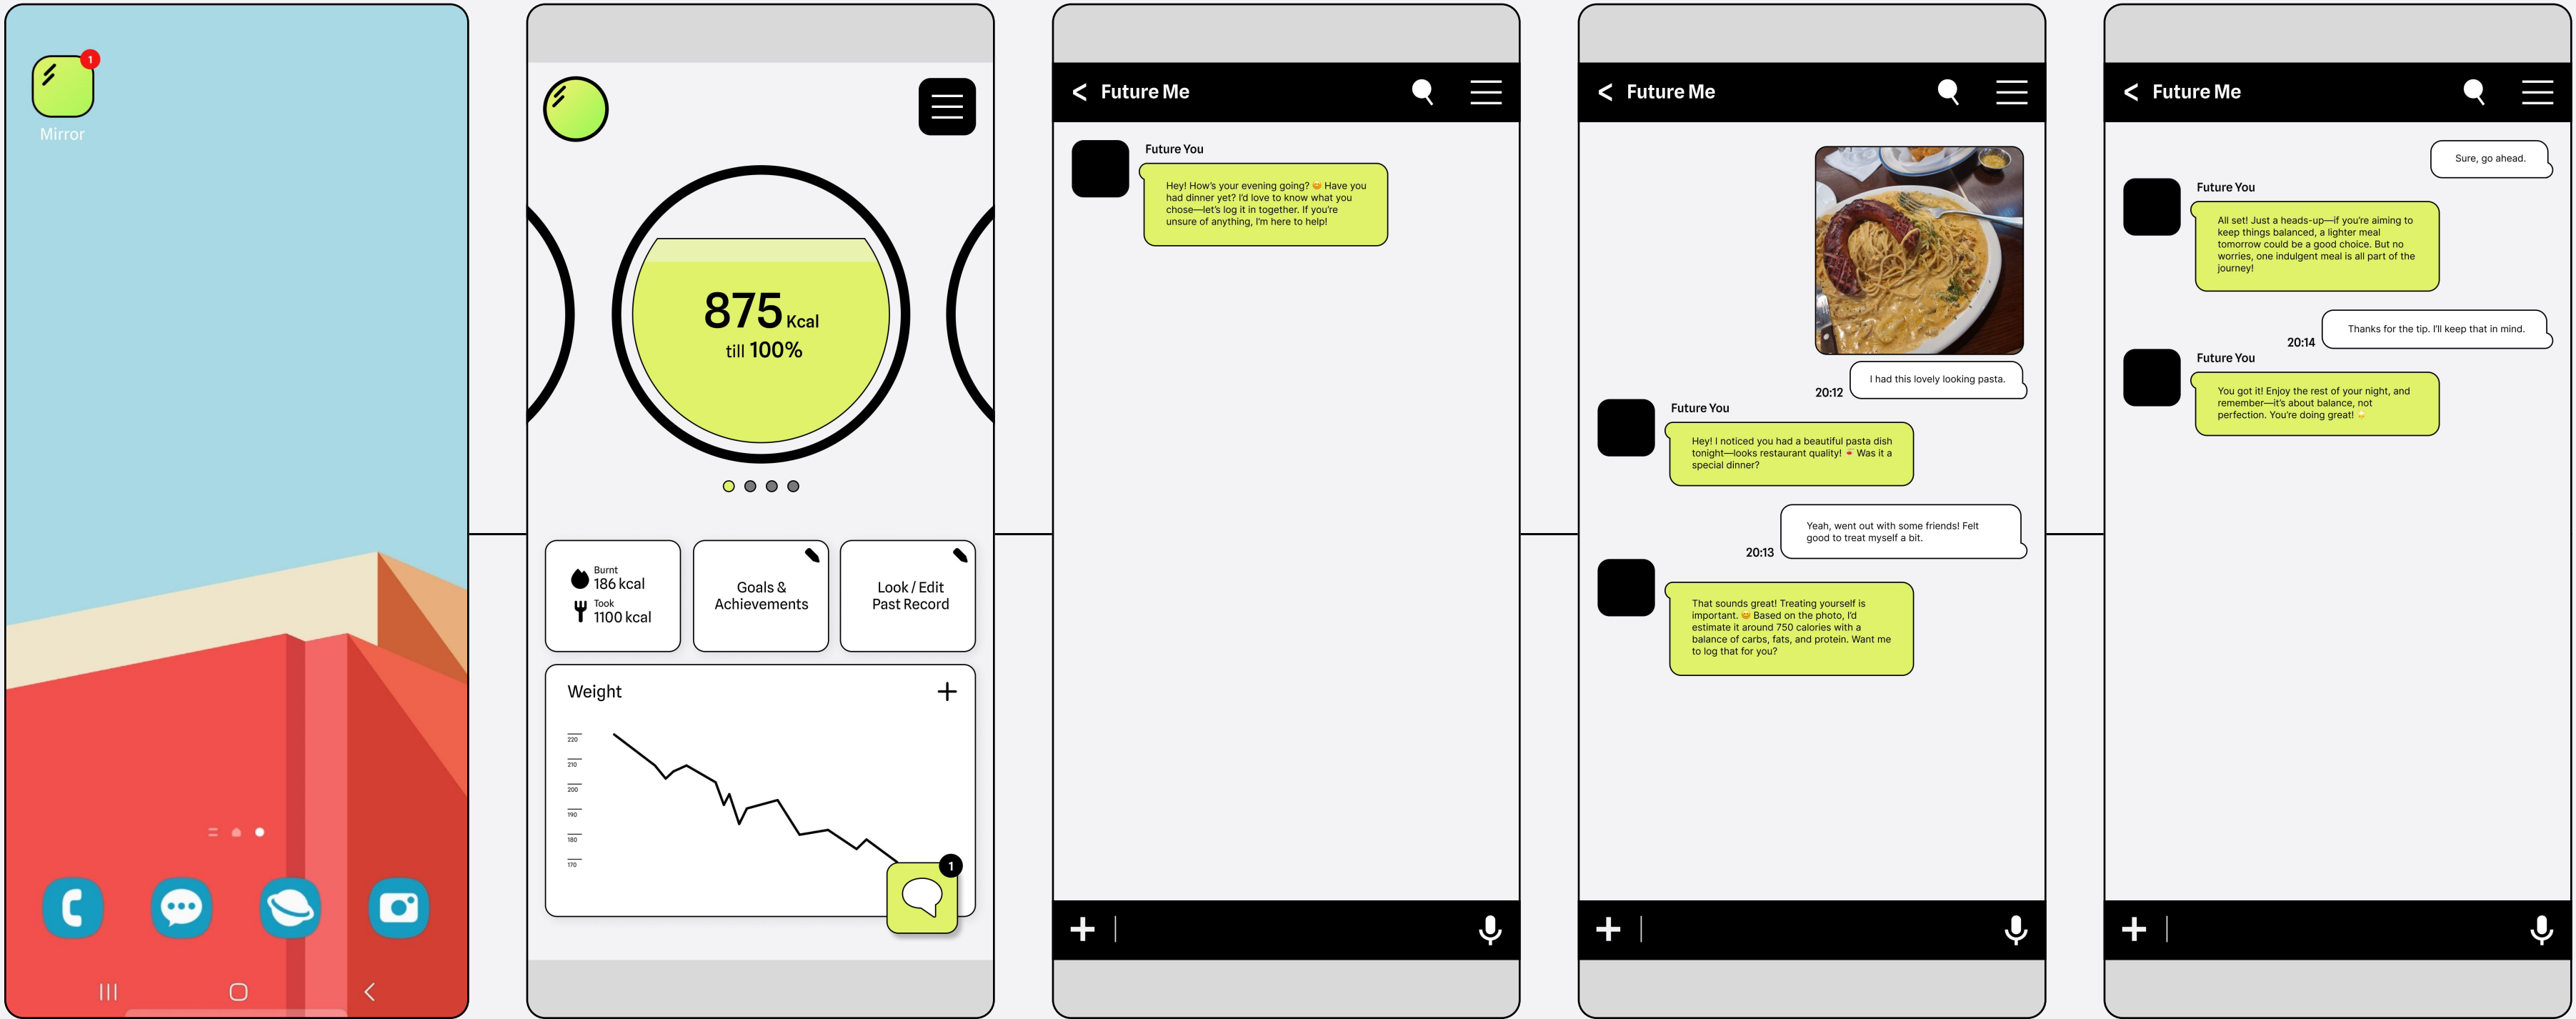 1
Mirror
875 Kcal
till 100%
Burnt
186 kcal
Took
1100 kcal
Goals &
Achievements
Look / Edit
Past Record
Weight
220
210
200
190
180
170
1
Future Me
Future You
Hey! How's your evening going? 😊 Have you
had dinner yet? I'd love to know what you
chose—let's log it in together. If you're
unsure of anything, I'm here to help!
Future Me
I had this lovely looking pasta.
20:12
Future You
Hey! I noticed you had a beautiful pasta dish
tonight—looks restaurant quality! 🍷 Was it a
special dinner?
Yeah, went out with some friends! Felt
good to treat myself a bit.
20:13
That sounds great! Treating yourself is
important. 😊 Based on the photo, I'd
estimate it around 750 calories with a
balance of carbs, fats, and protein. Want me
to log that for you?
Future Me
Sure, go ahead.
Future You
All set! Just a heads-up—if you're aiming to
keep things balanced, a lighter meal
tomorrow could be a good choice. But no
worries, one indulgent meal is all part of the
journey!
Thanks for the tip. I'll keep that in mind.
20:14
Future You
You got it! Enjoy the rest of your night, and
remember—it's about balance, not
perfection. You're doing great!